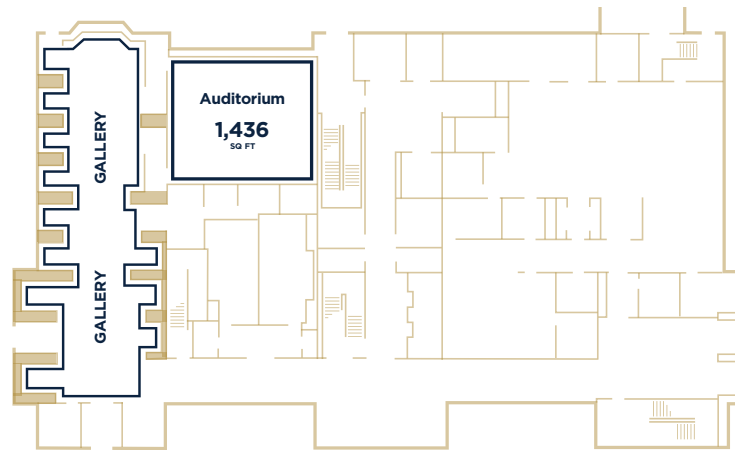 GALLERY
Auditorium
1,436
SQ FT
GALLERY